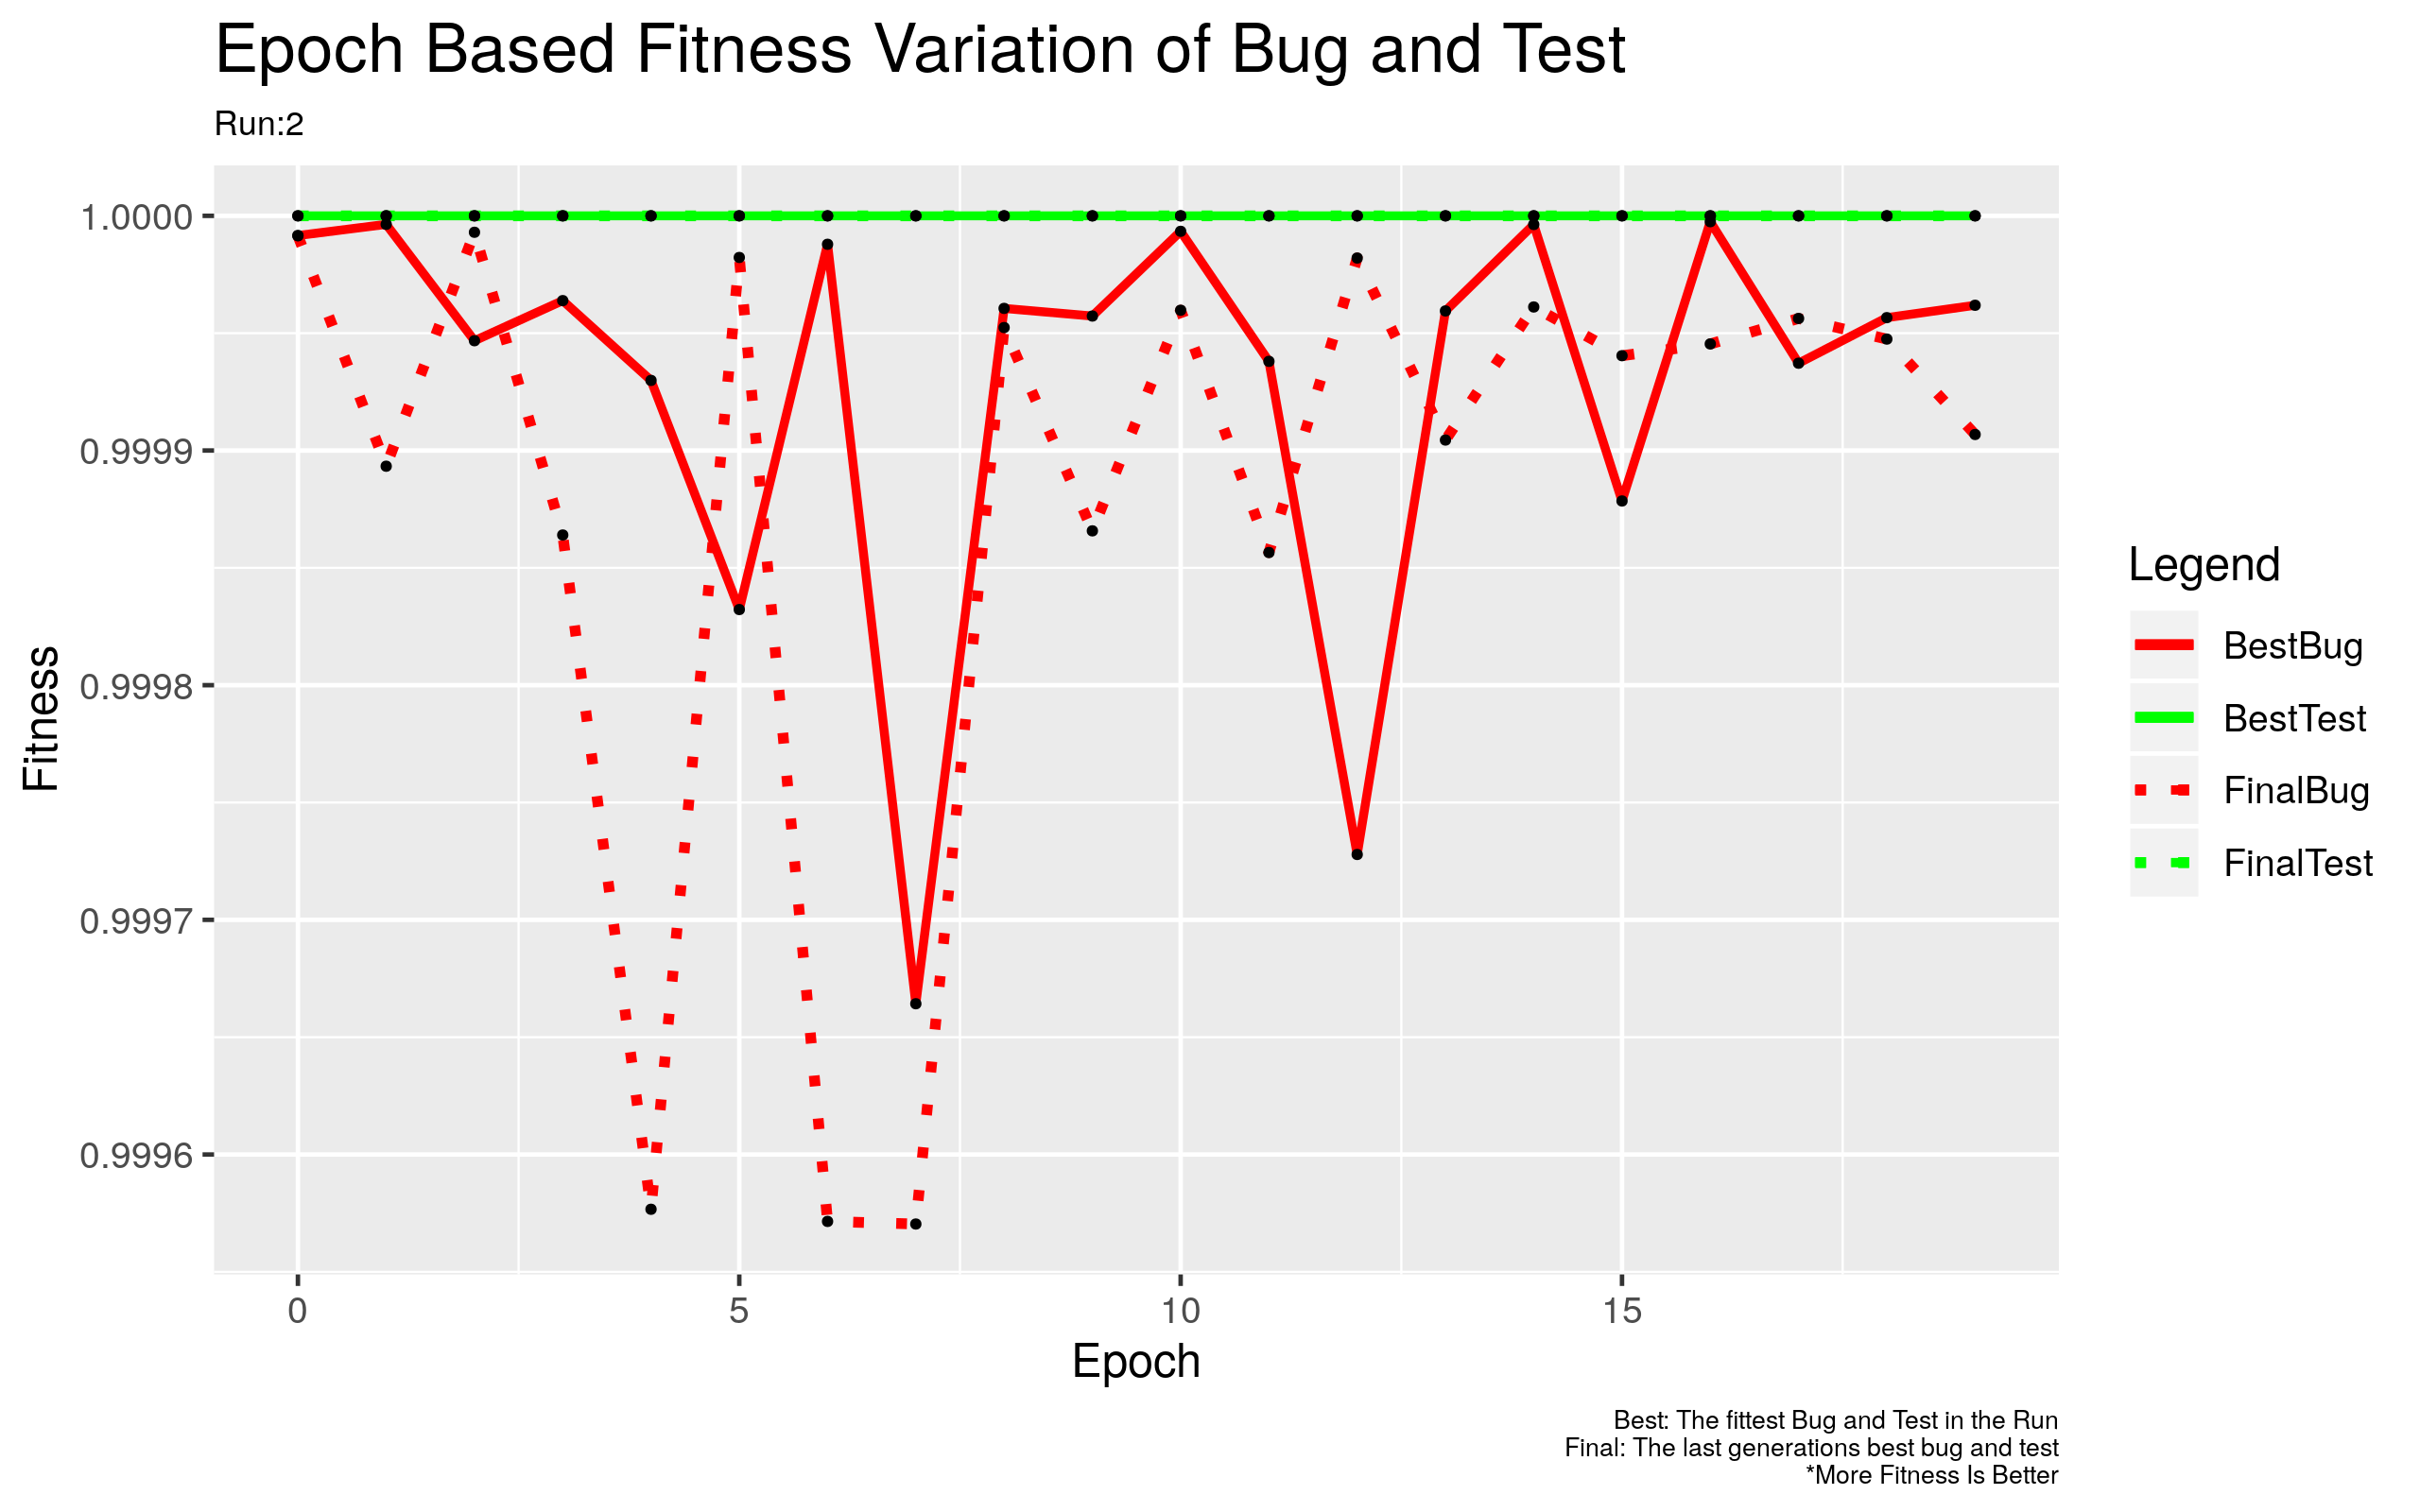 Epoch Based Fitness Variation of Bug and Test
Run:2
1.0000
0.9999
0.9998
0.9997
0.9996
Fitness
0 5 10 15
Epoch
Legend
BestBug
BestTest
FinalBug
FinalTest
Best: The fittest Bug and Test in the Run
Final: The last generations best bug and test
*More Fitness Is Better